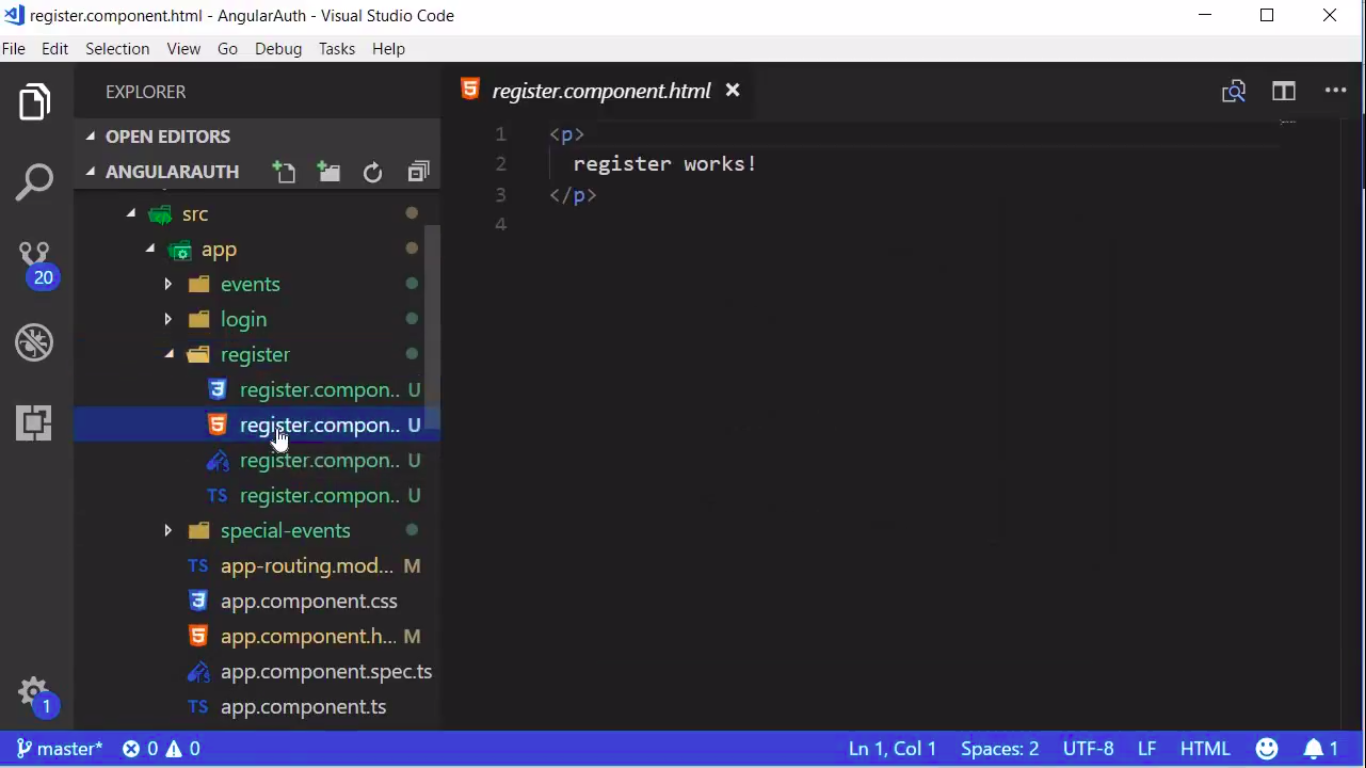 register.component.html - AngularAuth - Visual Studio Code
File Edit Selection View Go Debug Tasks Help
EXPLORER
register.component.html
OPEN EDITORS
ANGULARAUTH
1 <p>
2 register works!
3 </p>
4
src
app
20
events
login
register
register.compon.. U
register.compon.. U
register.compon.. U
TS register.compon.. U
special-events
TS app-routing.mod... M
app.component.css
app.component.h... M
app.component.spec.ts
TS app.component.ts
1
master* 0 0 Ln 1, Col 1 Spaces: 2 UTF-8 LF HTML 1